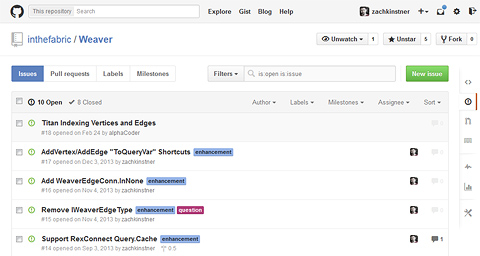 This repository Search
Explore Gist Blog Help
zachkinstner
inthefabric / Weaver
Unwatch 1
Unstar 5
Fork 0
Issues Pull requests Labels Milestones
Filters is:open is:issue
New issue
10 Open 8 Closed
Author Labels Milestones Assignee Sort
Titan Indexing Vertices and Edges
#18 opened on Feb 24 by alphaCoder
AddVertex/AddEdge "ToQueryVar" Shortcuts enhancement
#17 opened on Dec 3, 2013 by zachkinstner
Add WeaverEdgeConn.InNone enhancement
#16 opened on Nov 4, 2013 by zachkinstner
Remove IWeaverEdgeType enhancement question
#15 opened on Nov 4, 2013 by zachkinstner
Support RexConnect Query.Cache enhancement
1
#14 opened on Sep 3, 2013 by zachkinstner 0.5